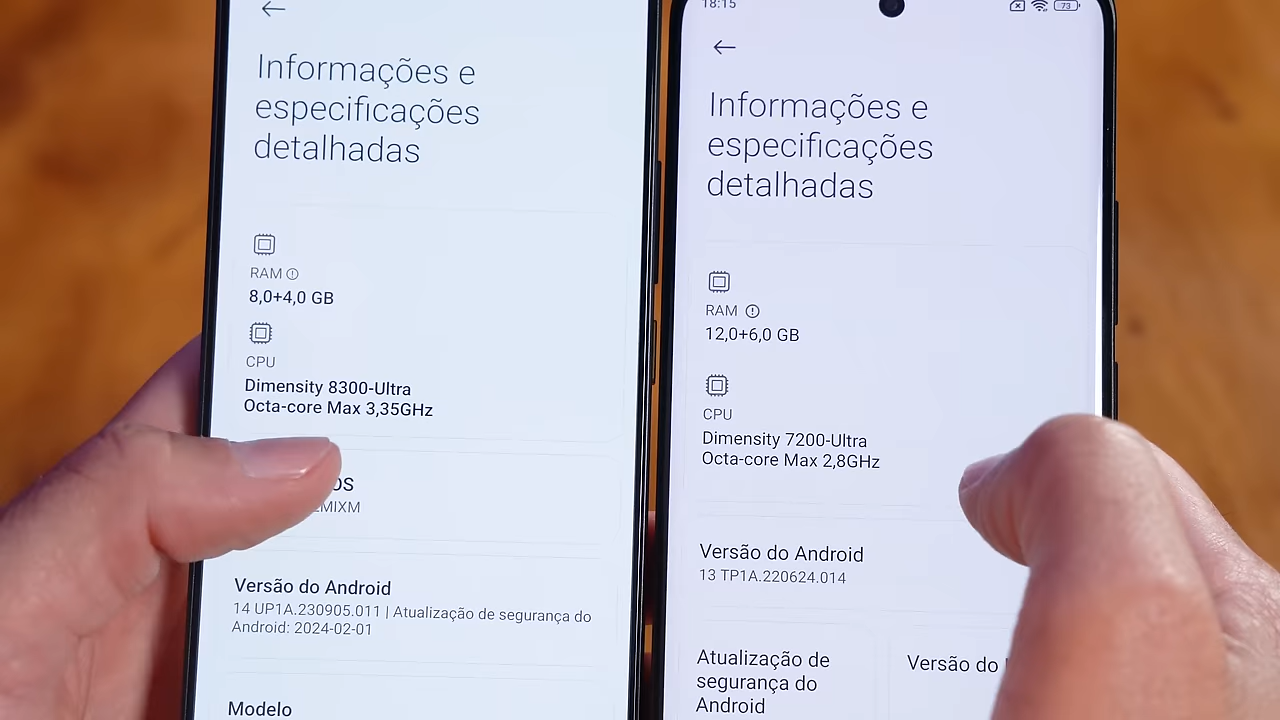 Informações e
especificações
detalhadas
RAM
8,0+4,0 GB
CPU
Dimensity 8300-Ultra
Octa-core Max 3,35GHz
OS
Versão do Android
14 UP1A.230905.011 | Atualização de segurança do
Android: 2024-02-01
Modelo
18:15
73
Informações e
especificações
detalhadas
RAM
12,0+6,0 GB
CPU
Dimensity 7200-Ultra
Octa-core Max 2,8GHz
Versão do Android
13 TP1A.220624.014
Atualização de
segurança do
Android
Versão do